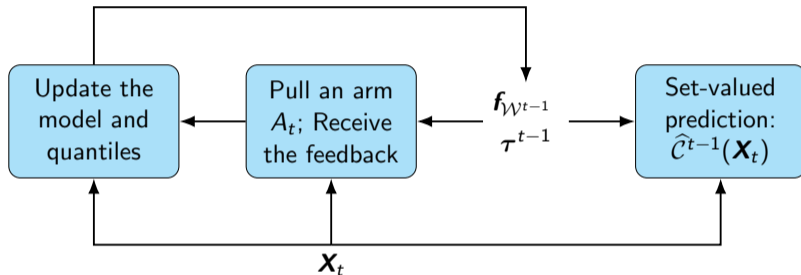 Update the
model and
quantiles
Pull an arm
A_t; Receive
the feedback
f_{𝒲^{t−1}}
τ^{t−1}
Set-valued
prediction:
Ĉ^{t−1}(X_t)
X_t